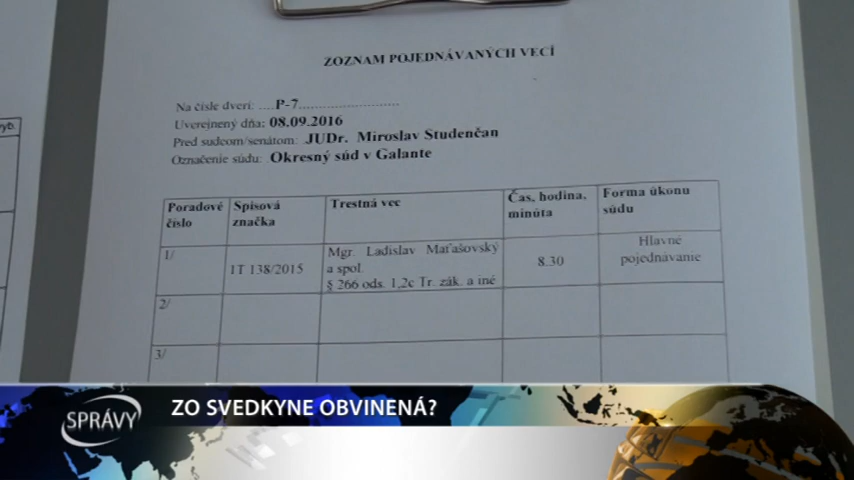 ZOZNAM POJEDNÁVANÝCH VECÍ
Na čísle dverí: ....P-7.........................
Uverejnený dňa: 08.09.2016
Pred sudcom/senátom: JUDr. Miroslav Studenčan
Označenie súdu: Okresný súd v Galante
Poradové číslo
Spisová značka
Trestná vec
Čas, hodina, minúta
Forma úkonu súdu
1/
1T 138/2015
Mgr. Ladislav Maťašovský
a spol.
§ 266 ods. 1,2c Tr. zák. a iné
8.30
Hlavné
pojednávanie
2/
3/
SPRÁVY
ZO SVEDKYNE OBVINENÁ?